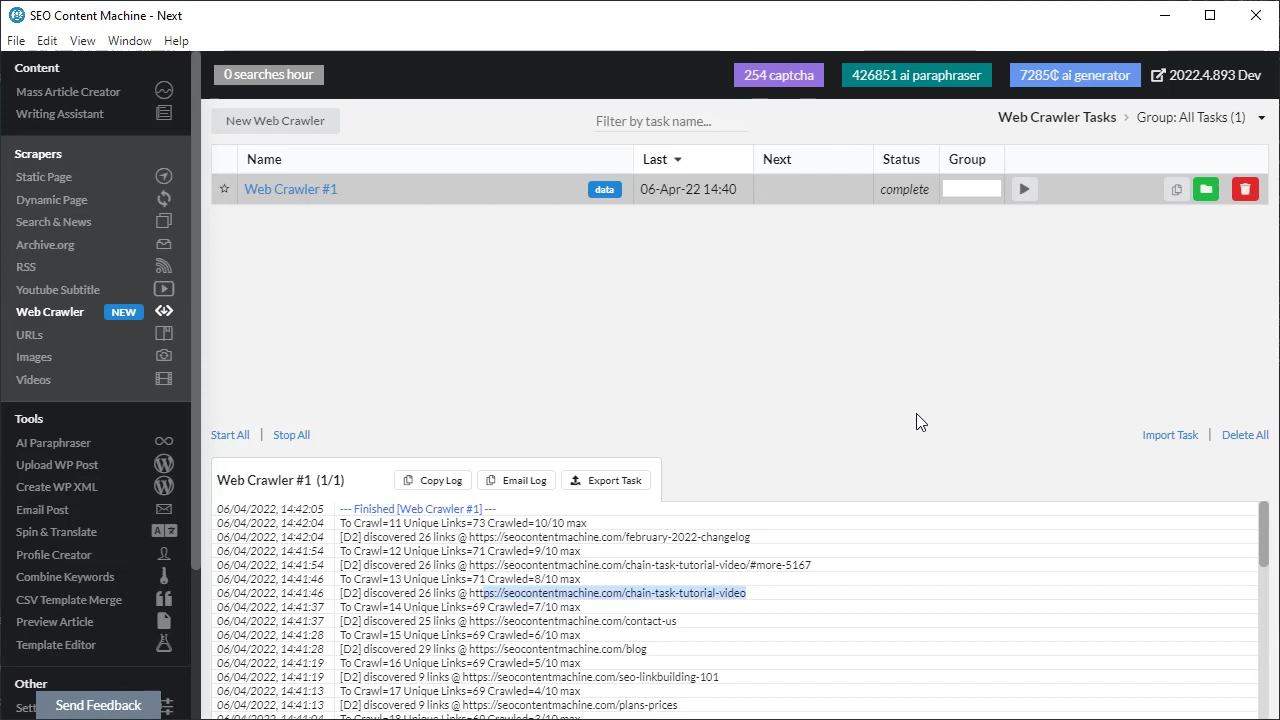 SEO Content Machine - Next
File Edit View Window Help
Content
Mass Article Creator
Writing Assistant
Scrapers
Static Page
Dynamic Page
Search & News
Archive.org
RSS
Youtube Subtitle
Web Crawler NEW
URLs
Images
Videos
Tools
AI Paraphraser
Upload WP Post
Create WP XML
Email Post
Spin & Translate
Profile Creator
Combine Keywords
CSV Template Merge
Preview Article
Template Editor
Other
Send Feedback
0 searches hour 254 captcha 426851 ai paraphraser 7285₵ ai generator 2022.4.893 Dev
New Web Crawler Filter by task name... Web Crawler Tasks > Group: All Tasks (1)
Name Last Next Status Group
Web Crawler #1 data 06-Apr-22 14:40 complete
Start All | Stop All Import Task | Delete All
Web Crawler #1 (1/1) Copy Log Email Log Export Task
06/04/2022, 14:42:05 --- Finished [Web Crawler #1] ---
06/04/2022, 14:42:04 To Crawl=11 Unique Links=73 Crawled=10/10 max
06/04/2022, 14:42:04 [D2] discovered 26 links @ https://seocontentmachine.com/february-2022-changelog
06/04/2022, 14:41:54 To Crawl=12 Unique Links=71 Crawled=9/10 max
06/04/2022, 14:41:54 [D2] discovered 26 links @ https://seocontentmachine.com/chain-task-tutorial-video/#more-5167
06/04/2022, 14:41:46 To Crawl=13 Unique Links=71 Crawled=8/10 max
06/04/2022, 14:41:46 [D2] discovered 26 links @ https://seocontentmachine.com/chain-task-tutorial-video
06/04/2022, 14:41:37 To Crawl=14 Unique Links=69 Crawled=7/10 max
06/04/2022, 14:41:37 [D2] discovered 25 links @ https://seocontentmachine.com/contact-us
06/04/2022, 14:41:28 To Crawl=15 Unique Links=69 Crawled=6/10 max
06/04/2022, 14:41:28 [D2] discovered 29 links @ https://seocontentmachine.com/blog
06/04/2022, 14:41:19 To Crawl=16 Unique Links=69 Crawled=5/10 max
06/04/2022, 14:41:19 [D2] discovered 9 links @ https://seocontentmachine.com/seo-linkbuilding-101
06/04/2022, 14:41:13 To Crawl=17 Unique Links=69 Crawled=4/10 max
06/04/2022, 14:41:13 [D2] discovered 9 links @ https://seocontentmachine.com/plans-prices
06/04/2022, 14:41:04 To Crawl=18 Unique Links=69 Crawled=3/10 max